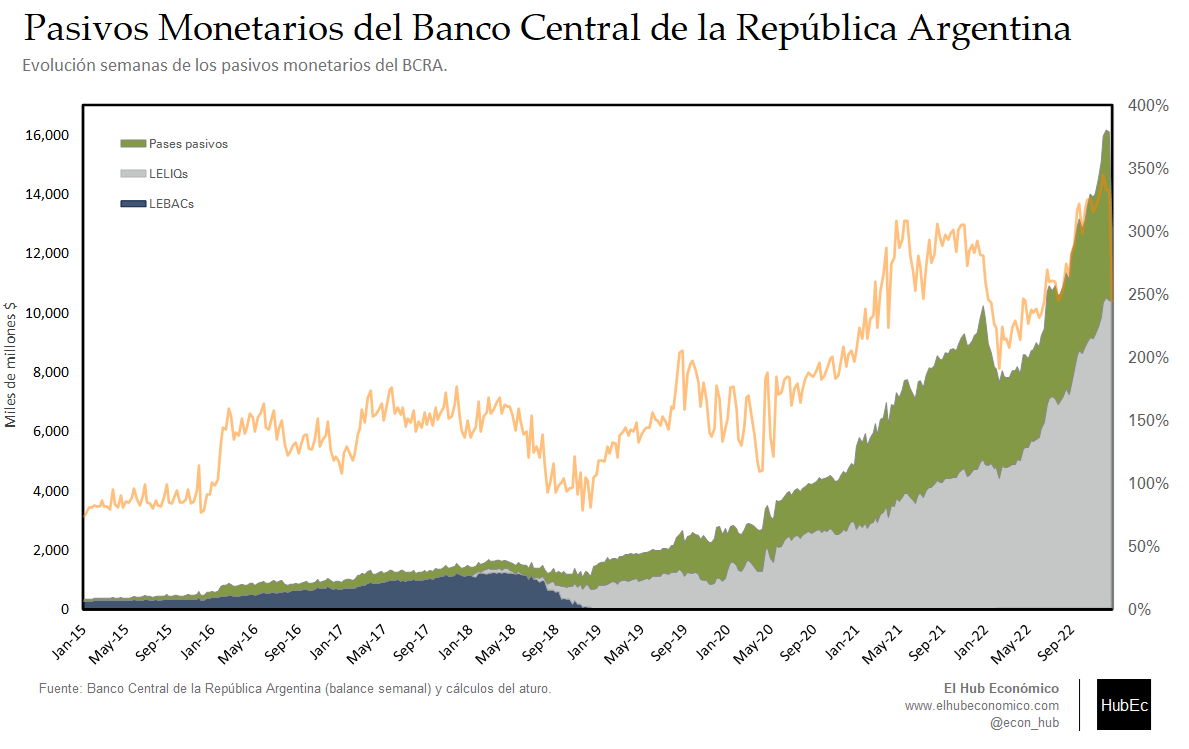 Pasivos Monetarios del Banco Central de la República Argentina
Evolución semanas de los pasivos monetarios del BCRA.
Miles de millones $
16,000
14,000
12,000
10,000
8,000
6,000
4,000
2,000
0
Pases pasivos
LELIQs
LEBACs
400%
350%
300%
250%
200%
150%
100%
50%
0%
Jan-15
May-15
Sep-15
Jan-16
May-16
Sep-16
Jan-17
May-17
Sep-17
Jan-18
May-18
Sep-18
Jan-19
May-19
Sep-19
Jan-20
May-20
Sep-20
Jan-21
May-21
Sep-21
Jan-22
May-22
Sep-22
Fuente: Banco Central de la República Argentina (balance semanal) y cálculos del aturo.
El Hub Económico
www.elhubeconomico.com
@econ_hub
HubEc